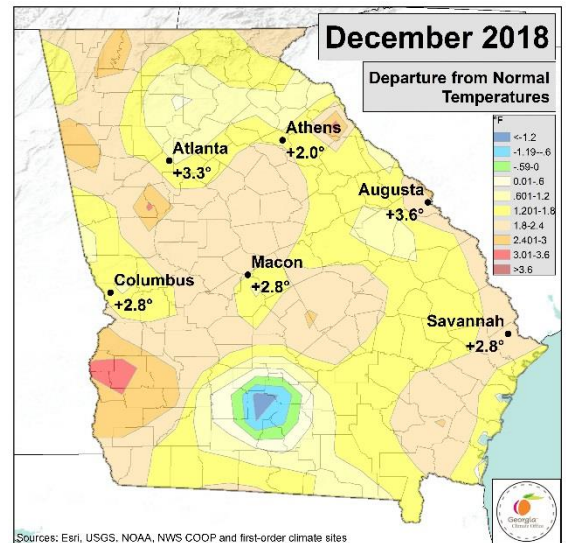 December 2018
Departure from Normal
Temperatures
°F
<-1.2
-1.19--.6
-.59-0
0.01-.6
.601-1.2
1.201-1.8
1.8-2.4
2.401-3
3.01-3.6
>3.6
Athens
+2.0°
Atlanta
+3.3°
Augusta
+3.6°
Macon
+2.8°
Columbus
+2.8°
Savannah
+2.8°
Georgia
Climate Office
Sources: Esri, USGS, NOAA, NWS COOP and first-order climate sites